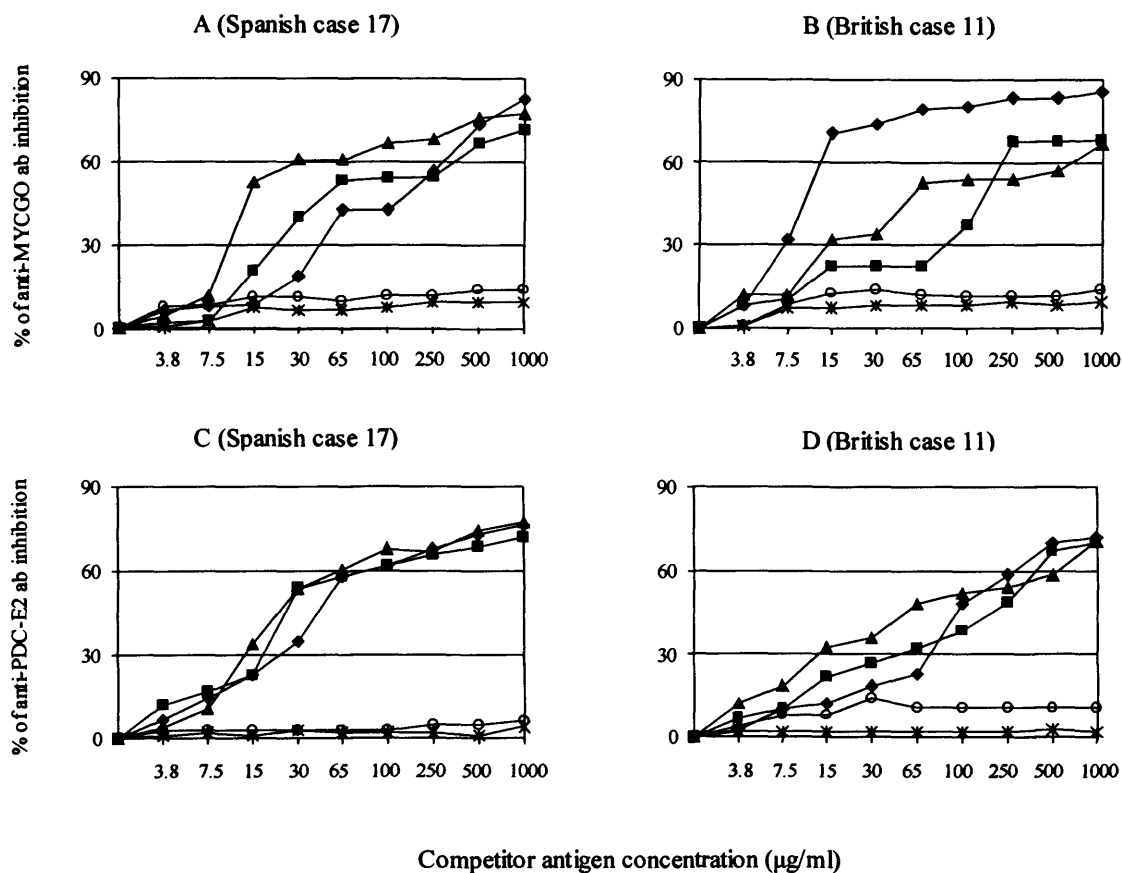 A (Spanish case 17)
% of anti-MYCGO ab inhibition
90
60
30
0
3.8 7.5 15 30 65 100 250 500 1000
B (British case 11)
90
60
30
0
3.8 7.5 15 30 65 100 250 500 1000
C (Spanish case 17)
% of anti-PDC-E2 ab inhibition
90
60
30
0
3.8 7.5 15 30 65 100 250 500 1000
D (British case 11)
90
60
30
0
3.8 7.5 15 30 65 100 250 500 1000
Competitor antigen concentration (µg/ml)